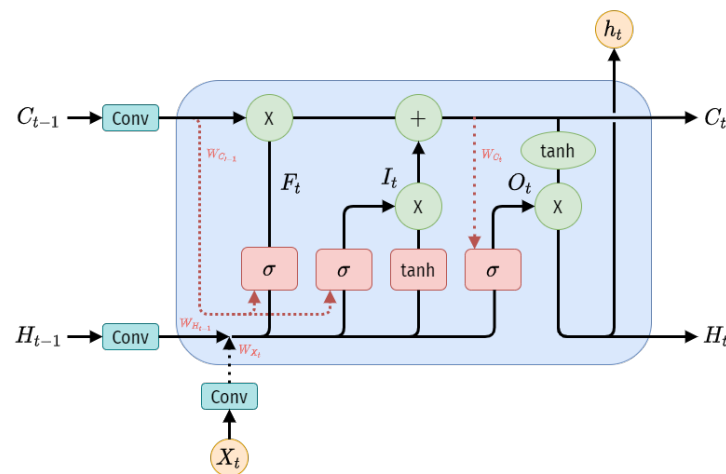 h_t
C_{t-1} Conv X + C_t
W_{C_{t-1}} W_{C_t} tanh
F_t I_t O_t
X X
σ σ tanh σ
W_{H_{t-1}}
H_{t-1} Conv H_t
W_{X_t}
Conv
X_t